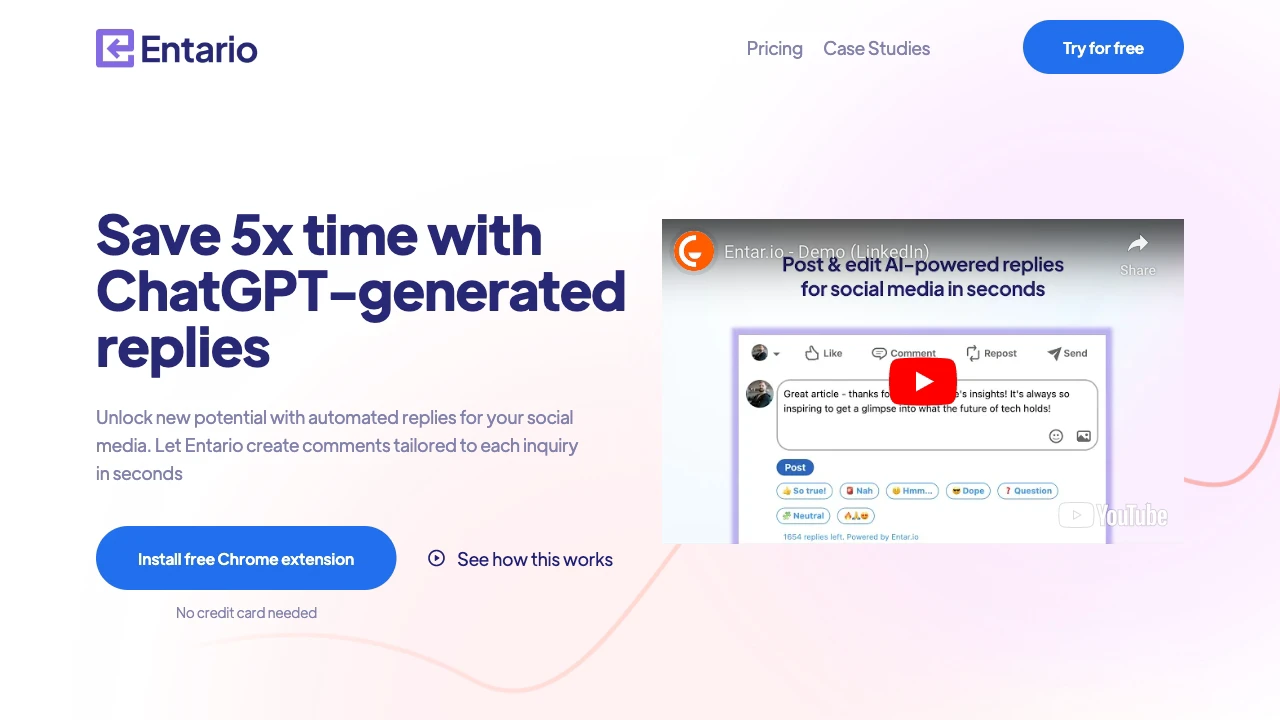 Entario
Pricing
Case Studies
Try for free
Save 5x time with
ChatGPT-generated
replies
Unlock new potential with automated replies for your social
media. Let Entario create comments tailored to each inquiry
in seconds
Install free Chrome extension
See how this works
No credit card needed
Entar.io - Demo (LinkedIn)
Share
Post & edit AI-powered replies
for social media in seconds
Like
Comment
Repost
Send
Great article - thanks fo 's insights! It's always so
inspiring to get a glimpse into what the future of tech holds!
Post
👍 So true!
🚨 Nah
😐 Hmm...
😎 Dope
❓ Question
Neutral
🔥🙏😍
1654 replies left. Powered by Entar.io
YouTube